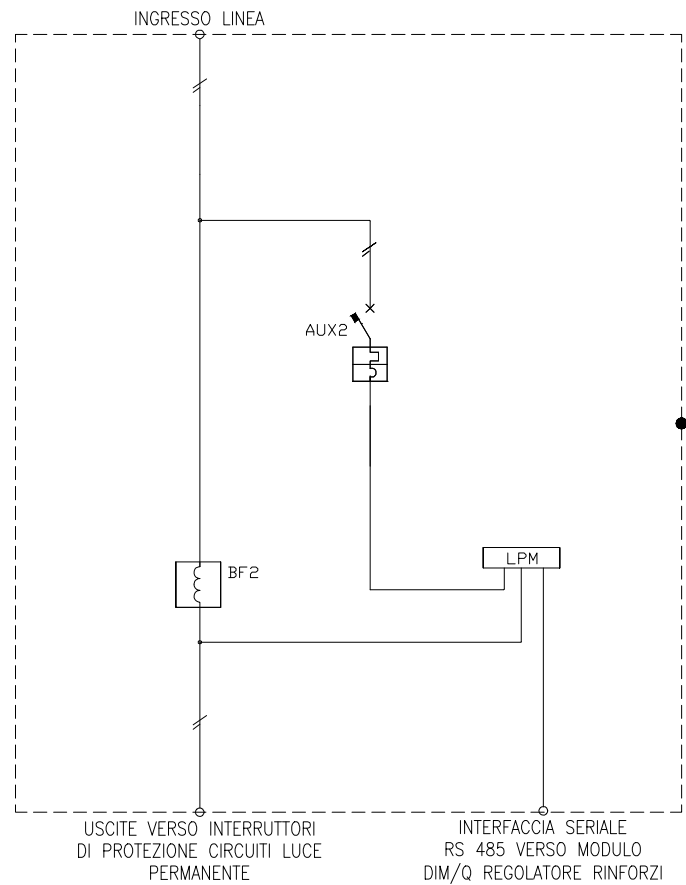 INGRESSO LINEA
AUX2
LPM
BF2
USCITE VERSO INTERRUTTORI
DI PROTEZIONE CIRCUITI LUCE
PERMANENTE
INTERFACCIA SERIALE
RS 485 VERSO MODULO
DIM/Q REGOLATORE RINFORZI